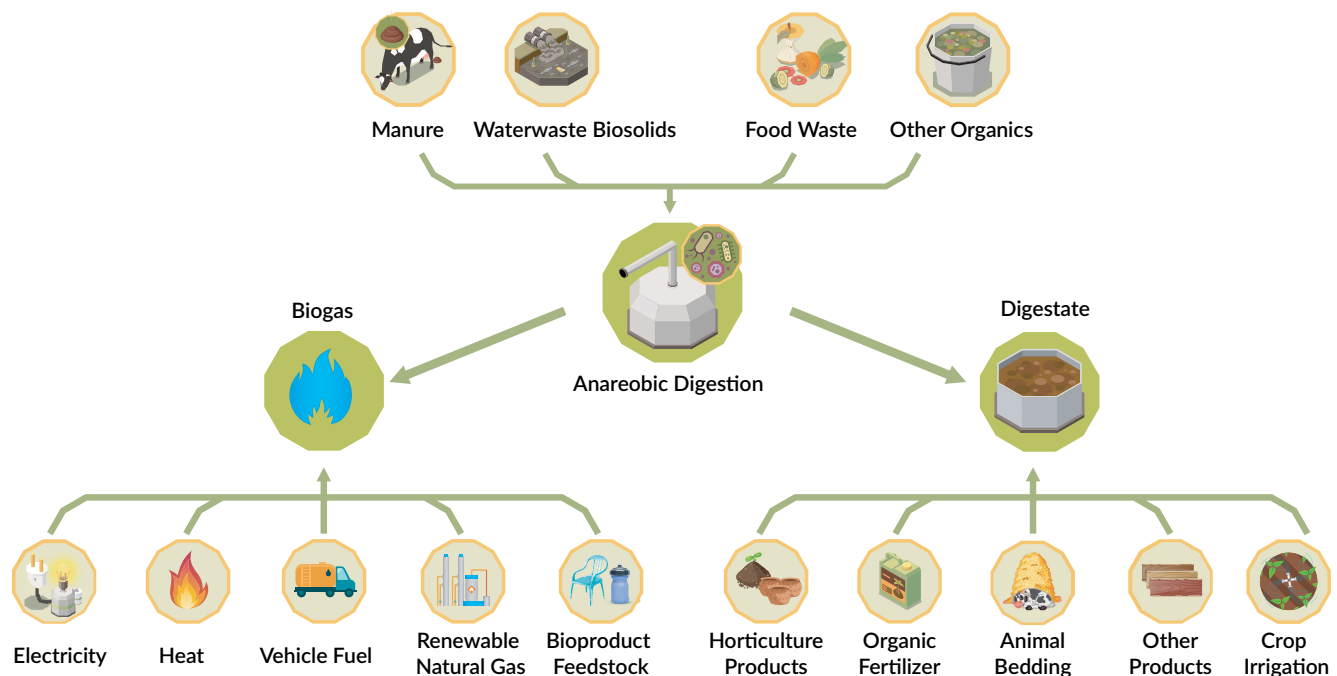 Manure
Waterwaste Biosolids
Food Waste
Other Organics
Biogas
Digestate
Anareobic Digestion
Electricity
Heat
Vehicle Fuel
Renewable
Natural Gas
Bioproduct
Feedstock
Horticulture
Products
Organic
Fertilizer
Animal
Bedding
Other
Products
Crop
Irrigation